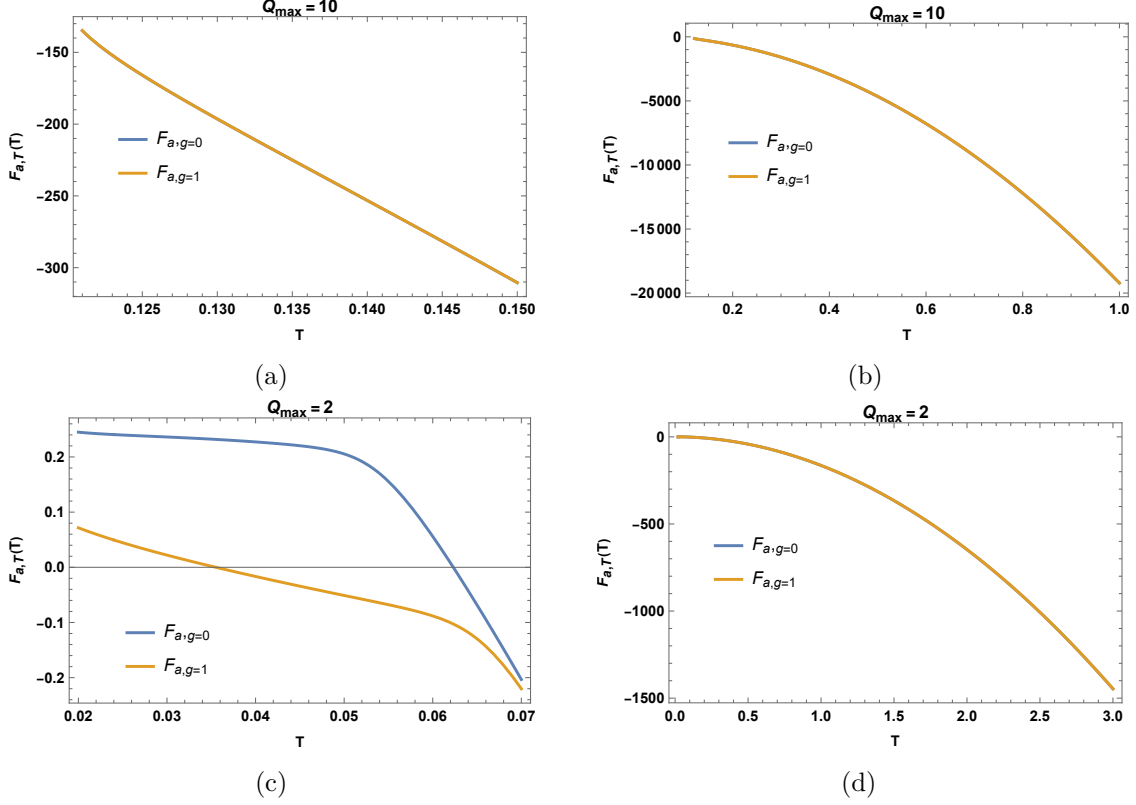 Q_max = 10
F_a,T(T)
-150
-200
-250
-300
F_a,g=0
F_a,g=1
0.125 0.130 0.135 0.140 0.145 0.150
T
(a)
Q_max = 10
F_a,T(T)
0
-5000
-10 000
-15 000
-20 000
F_a,g=0
F_a,g=1
0.2 0.4 0.6 0.8 1.0
T
(b)
Q_max = 2
F_a,T(T)
0.2
0.0
-0.1
-0.2
F_a,g=0
F_a,g=1
0.02 0.03 0.04 0.05 0.06 0.07
T
(c)
Q_max = 2
F_a,T(T)
0
-500
-1000
-1500
F_a,g=0
F_a,g=1
0.0 0.5 1.0 1.5 2.0 2.5 3.0
T
(d)